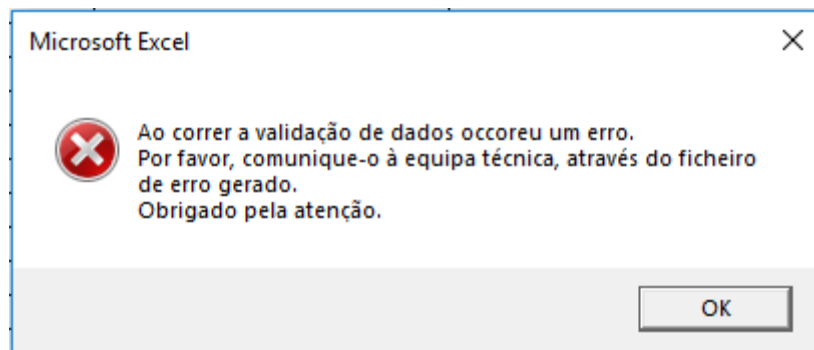 Microsoft Excel
Ao correr a validação de dados occoreu um erro.
Por favor, comunique-o à equipa técnica, através do ficheiro
de erro gerado.
Obrigado pela atenção.
OK